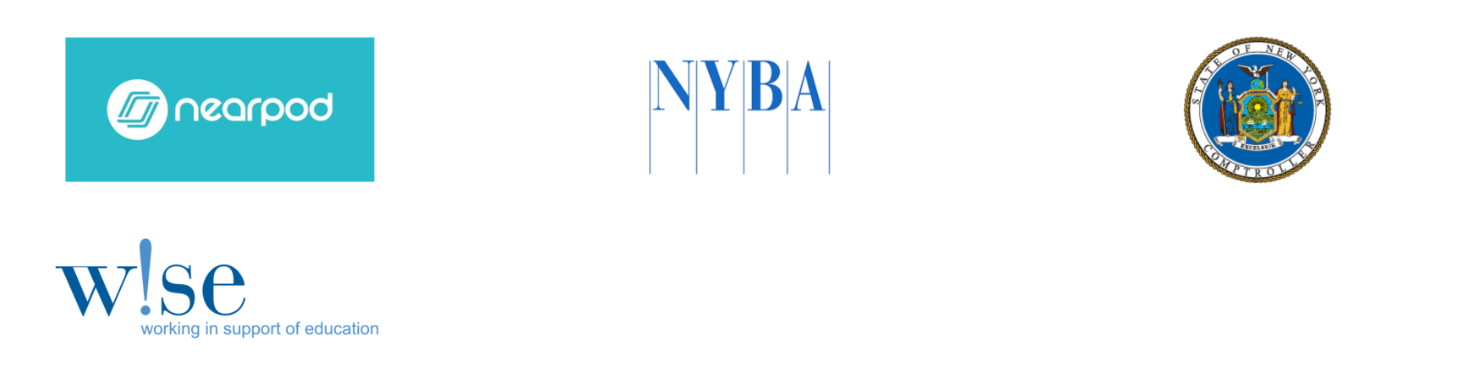 nearpod
NYBA
STATE OF NEW YORK
EXCELSIOR
COMPTROLLER
w!se
working in support of education